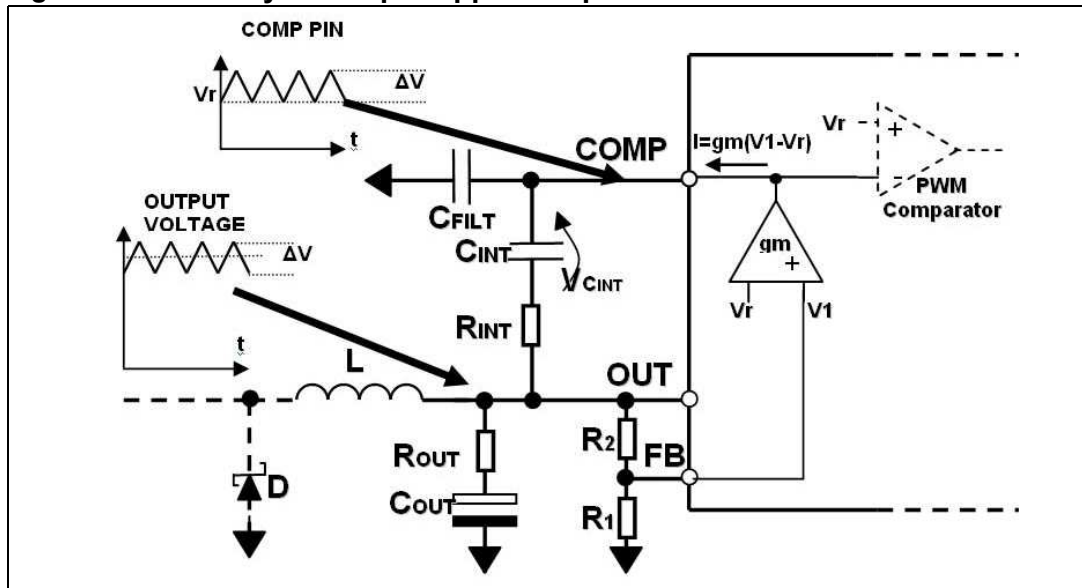 COMP PIN
ΔV
Vr
t
COMP
I=gm(V1-Vr)
Vr
+
-
PWM
Comparator
CFILT
OUTPUT
VOLTAGE
ΔV
t
CINT
VCINT
gm
+
Vr
V1
RINT
L
OUT
R2
FB
ROUT
D
COUT
R1